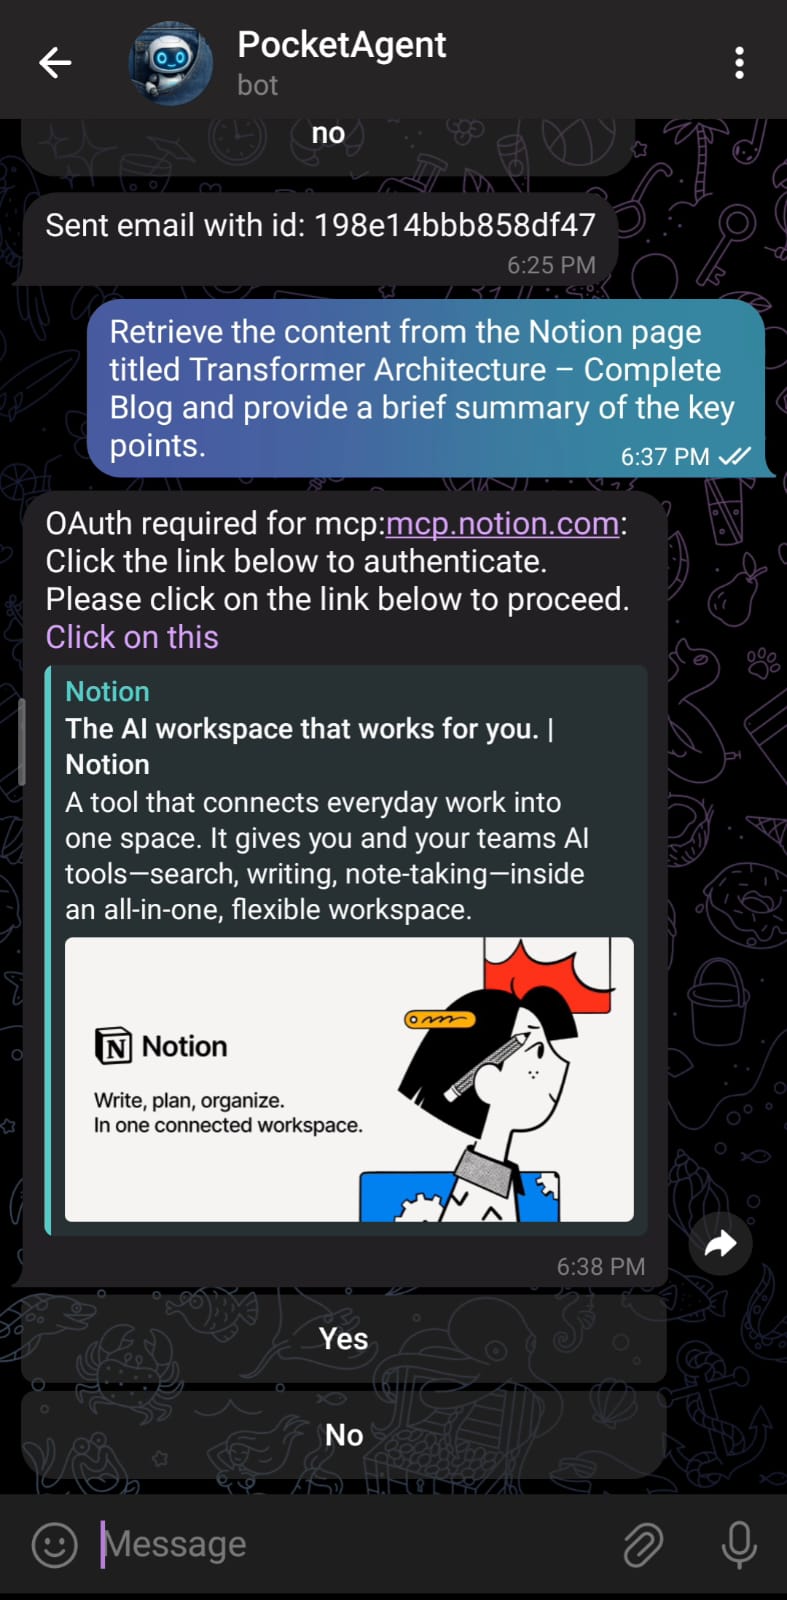 PocketAgent
bot
no
Sent email with id: 198e14bbb858df47
6:25 PM
Retrieve the content from the Notion page
titled Transformer Architecture – Complete
Blog and provide a brief summary of the key
points.
6:37 PM
OAuth required for mcp:mcp.notion.com:
Click the link below to authenticate.
Please click on the link below to proceed.
Click on this
Notion
The AI workspace that works for you. |
Notion
A tool that connects everyday work into
one space. It gives you and your teams AI
tools—search, writing, note-taking—inside
an all-in-one, flexible workspace.
N Notion
Write, plan, organize.
In one connected workspace.
6:38 PM
Yes
No
Message